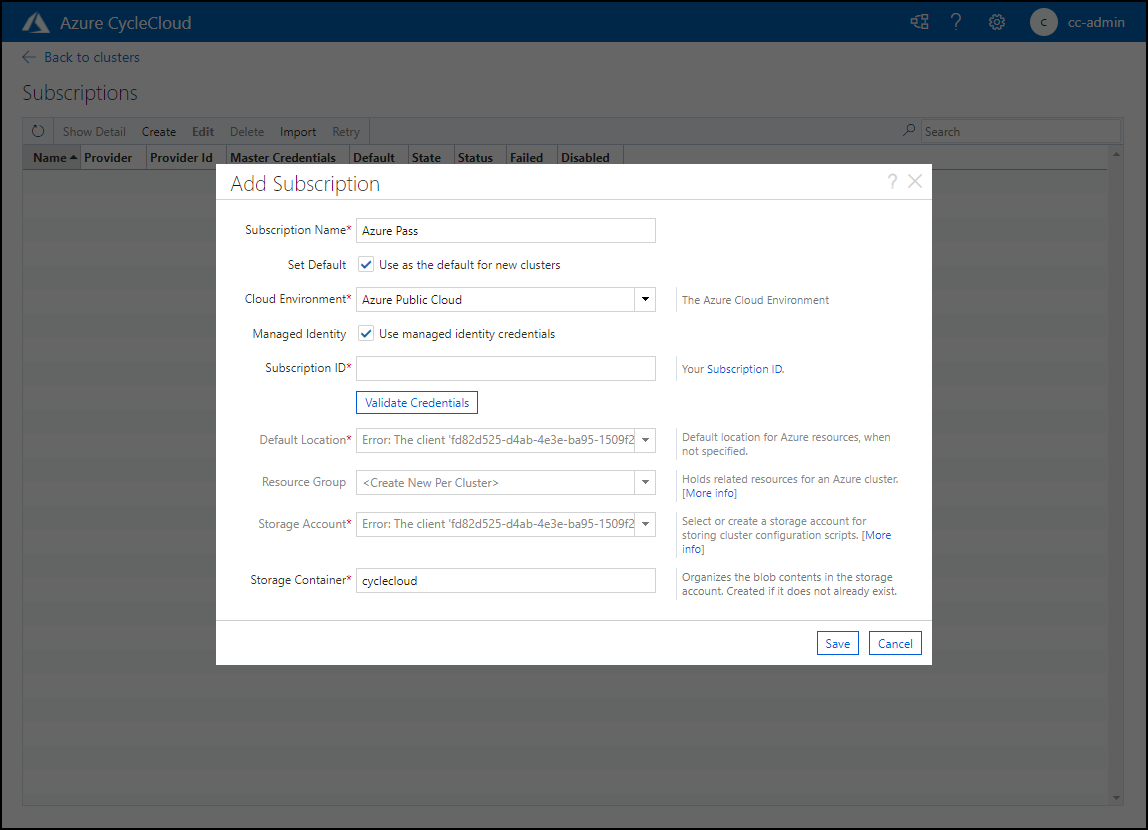 Azure CycleCloud
? C cc-admin
Back to clusters
Subscriptions
Show Detail Create Edit Delete Import Retry Search
Name Provider Provider Id Master Credentials Default State Status Failed Disabled
Add Subscription ?
Subscription Name* Azure Pass
Set Default Use as the default for new clusters
Cloud Environment* Azure Public Cloud The Azure Cloud Environment
Managed Identity Use managed identity credentials
Subscription ID* Your Subscription ID.
Validate Credentials
Default Location* Error: The client 'fd82d525-d4ab-4e3e-ba95-1509f2
Default location for Azure resources, when
not specified.
Resource Group <Create New Per Cluster>
Holds related resources for an Azure cluster.
[More info]
Storage Account* Error: The client 'fd82d525-d4ab-4e3e-ba95-1509f2
Select or create a storage account for
storing cluster configuration scripts. [More
info]
Storage Container* cyclecloud
Organizes the blob contents in the storage
account. Created if it does not already exist.
Save Cancel